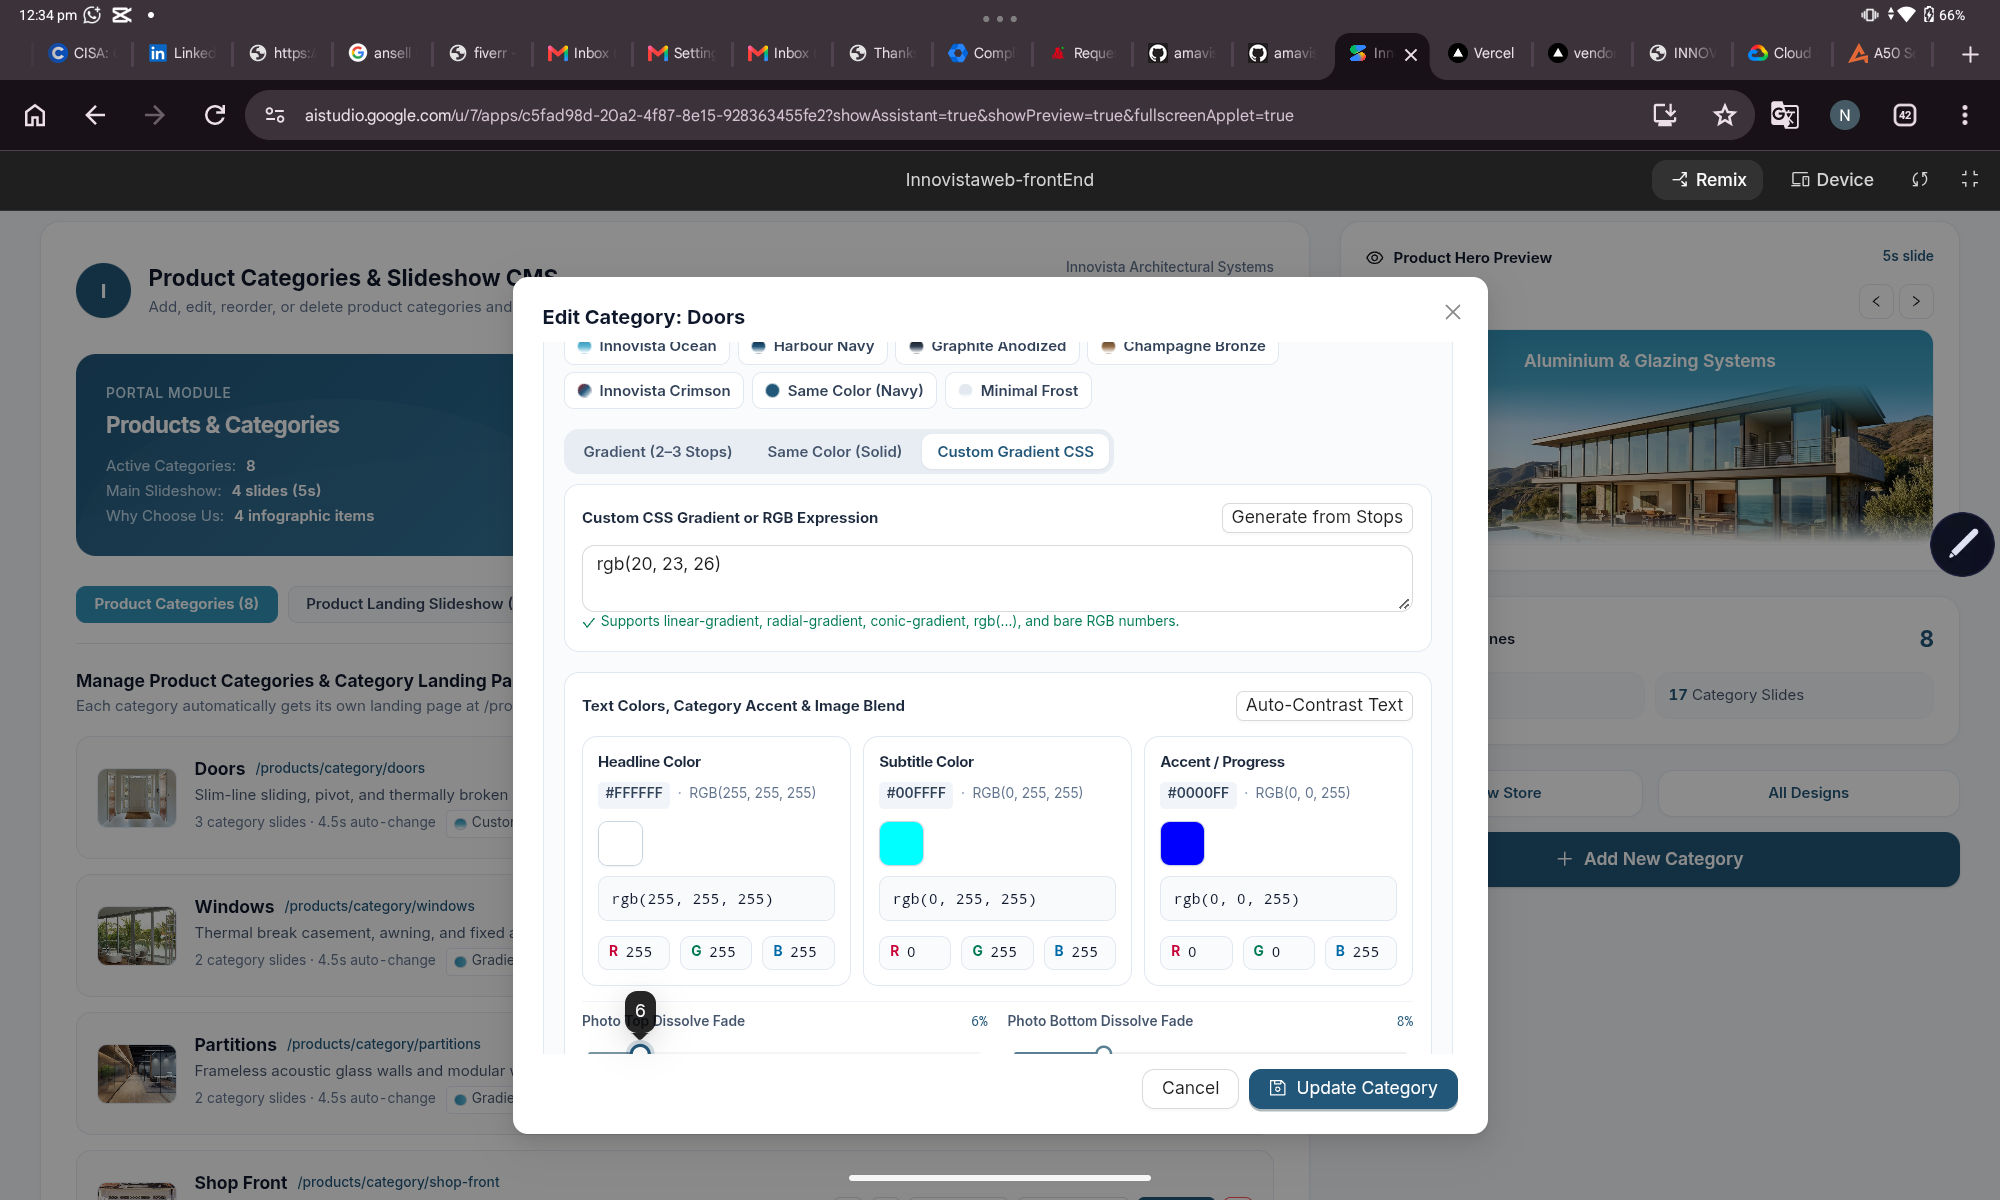 12:34 pm
66%
CISA:
Linked
https:/
ansell
fiverr
Inbox
Settin
Inbox
Thank
Compl
Reque
amavis
amavis
Inn
Vercel
vendo
INNOV
Cloud
A50 S
aistudio.google.com/u/7/apps/c5fad98d-20a2-4f87-8e15-928363455fe2?showAssistant=true&showPreview=true&fullscreenApplet=true
N
42
Innovistaweb-frontEnd
Remix
Device
I
Product Categories & Slideshow CMS
Add, edit, reorder, or delete product categories and
Innovista Architectural Systems
PORTAL MODULE
Products & Categories
Active Categories: 8
Main Slideshow: 4 slides (5s)
Why Choose Us: 4 infographic items
Product Categories (8)
Product Landing Slideshow (
Manage Product Categories & Category Landing Pa
Each category automatically gets its own landing page at /pro
Doors /products/category/doors
Slim-line sliding, pivot, and thermally broken
3 category slides · 4.5s auto-change
Custor
Windows /products/category/windows
Thermal break casement, awning, and fixed a
2 category slides · 4.5s auto-change
Gradie
Partitions /products/category/partitions
Frameless acoustic glass walls and modular w
2 category slides · 4.5s auto-change
Gradie
Shop Front /products/category/shop-front
Edit Category: Doors
Innovista Ocean
Harbour Navy
Graphite Anodized
Champagne Bronze
Innovista Crimson
Same Color (Navy)
Minimal Frost
Gradient (2–3 Stops)
Same Color (Solid)
Custom Gradient CSS
Custom CSS Gradient or RGB Expression
Generate from Stops
rgb(20, 23, 26)
Supports linear-gradient, radial-gradient, conic-gradient, rgb(...), and bare RGB numbers.
Text Colors, Category Accent & Image Blend
Auto-Contrast Text
Headline Color
#FFFFFF · RGB(255, 255, 255)
rgb(255, 255, 255)
R 255 G 255 B 255
Subtitle Color
#00FFFF · RGB(0, 255, 255)
rgb(0, 255, 255)
R 0 G 255 B 255
Accent / Progress
#0000FF · RGB(0, 0, 255)
rgb(0, 0, 255)
R 0 G 0 B 255
6
Photo Top Dissolve Fade 6%
Photo Bottom Dissolve Fade 8%
Cancel
Update Category
Product Hero Preview
5s slide
Aluminium & Glazing Systems
nes
8
17 Category Slides
w Store
All Designs
Add New Category